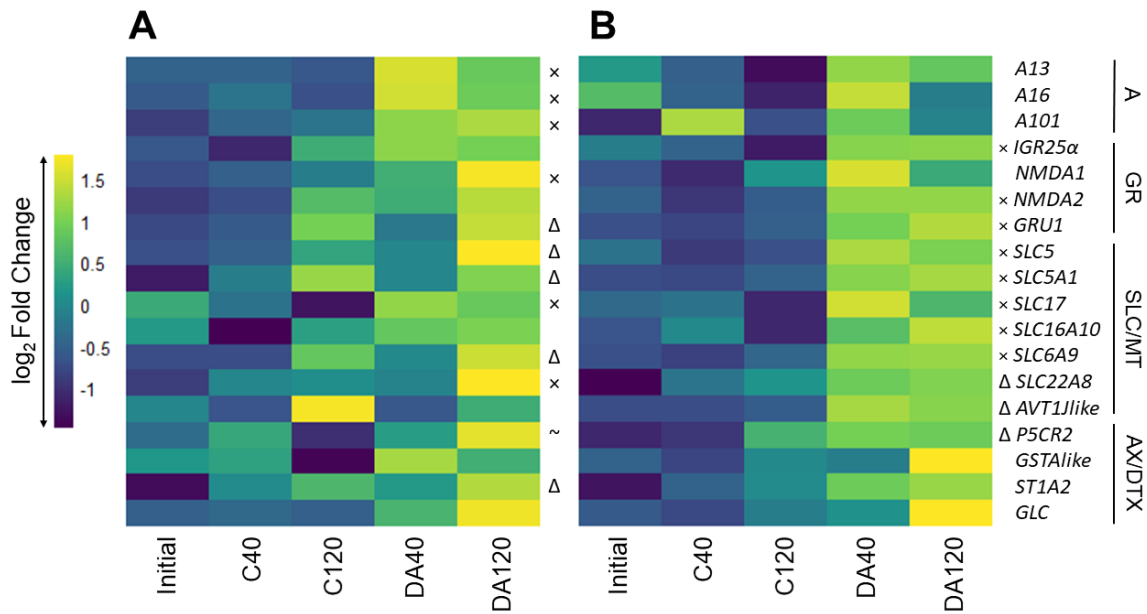 A
B
×
A13
×
A16
×
A101
× IGR25α
×
NMDA1
× NMDA2
Δ
× GRU1
Δ
× SLC5
Δ
× SLC5A1
×
× SLC17
× SLC16A10
Δ
× SLC6A9
×
Δ SLC22A8
Δ AVT1Jlike
~
Δ P5CR2
GSTAlike
Δ
ST1A2
GLC
A
GR
SLC/MT
AX/DTX
log2 Fold Change
1.5
1
0.5
0
-0.5
-1
Initial
C40
C120
DA40
DA120
Initial
C40
C120
DA40
DA120